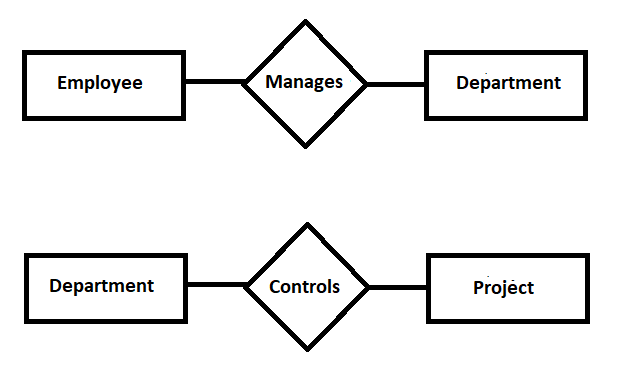 Employee
Manages
Department
Department
Controls
Project